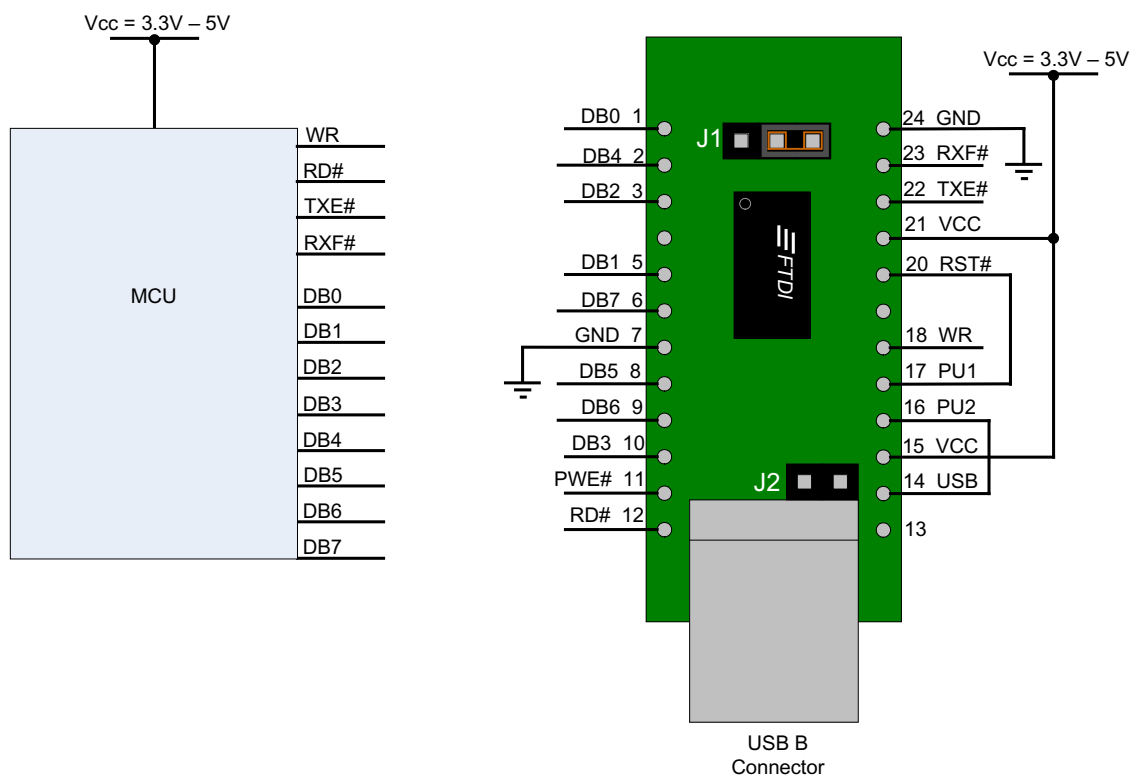 Vcc = 3.3V – 5V
MCU
WR
RD#
TXE#
RXF#
DB0
DB1
DB2
DB3
DB4
DB5
DB6
DB7
DB0 1
DB4 2
DB2 3
DB1 5
DB7 6
GND 7
DB5 8
DB6 9
DB3 10
PWE# 11
RD# 12
J1
FTDI
J2
Vcc = 3.3V – 5V
24 GND
23 RXF#
22 TXE#
21 VCC
20 RST#
18 WR
17 PU1
16 PU2
15 VCC
14 USB
13
USB B
Connector